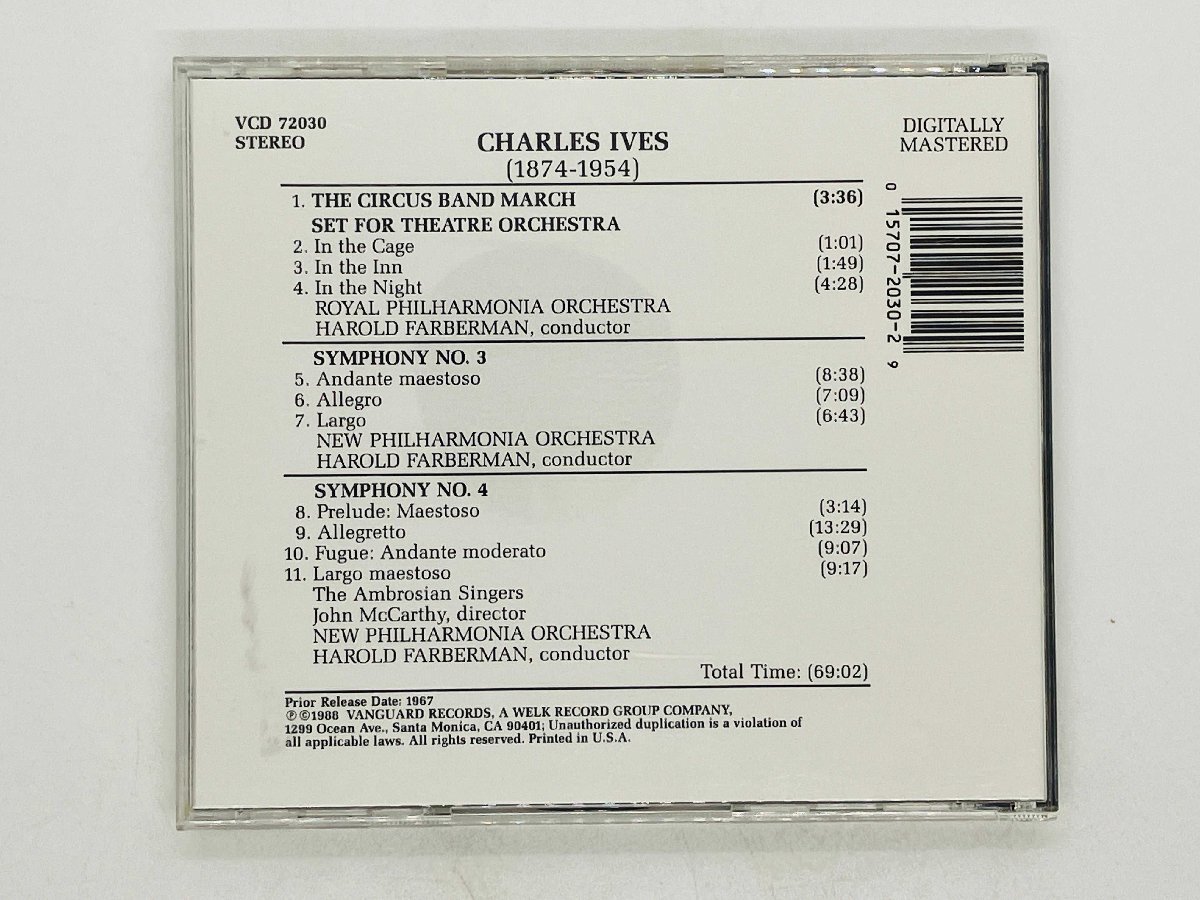 VCD 72030
STEREO
CHARLES IVES
(1874-1954)
DIGITALLY
MASTERED
1. THE CIRCUS BAND MARCH (3:36)
SET FOR THEATRE ORCHESTRA
2. In the Cage (1:01)
3. In the Inn (1:49)
4. In the Night (4:28)
ROYAL PHILHARMONIA ORCHESTRA
HAROLD FARBERMAN, conductor
SYMPHONY NO. 3
5. Andante maestoso (8:38)
6. Allegro (7:09)
7. Largo (6:43)
NEW PHILHARMONIA ORCHESTRA
HAROLD FARBERMAN, conductor
SYMPHONY NO. 4
8. Prelude: Maestoso (3:14)
9. Allegretto (13:29)
10. Fugue: Andante moderato (9:07)
11. Largo maestoso (9:17)
The Ambrosian Singers
John McCarthy, director
NEW PHILHARMONIA ORCHESTRA
HAROLD FARBERMAN, conductor
Total Time: (69:02)
Prior Release Date: 1967
℗©1988 VANGUARD RECORDS, A WELK RECORD GROUP COMPANY,
1299 Ocean Ave., Santa Monica, CA 90401; Unauthorized duplication is a violation of
all applicable laws. All rights reserved. Printed in U.S.A.
0 15707-2030-2 9